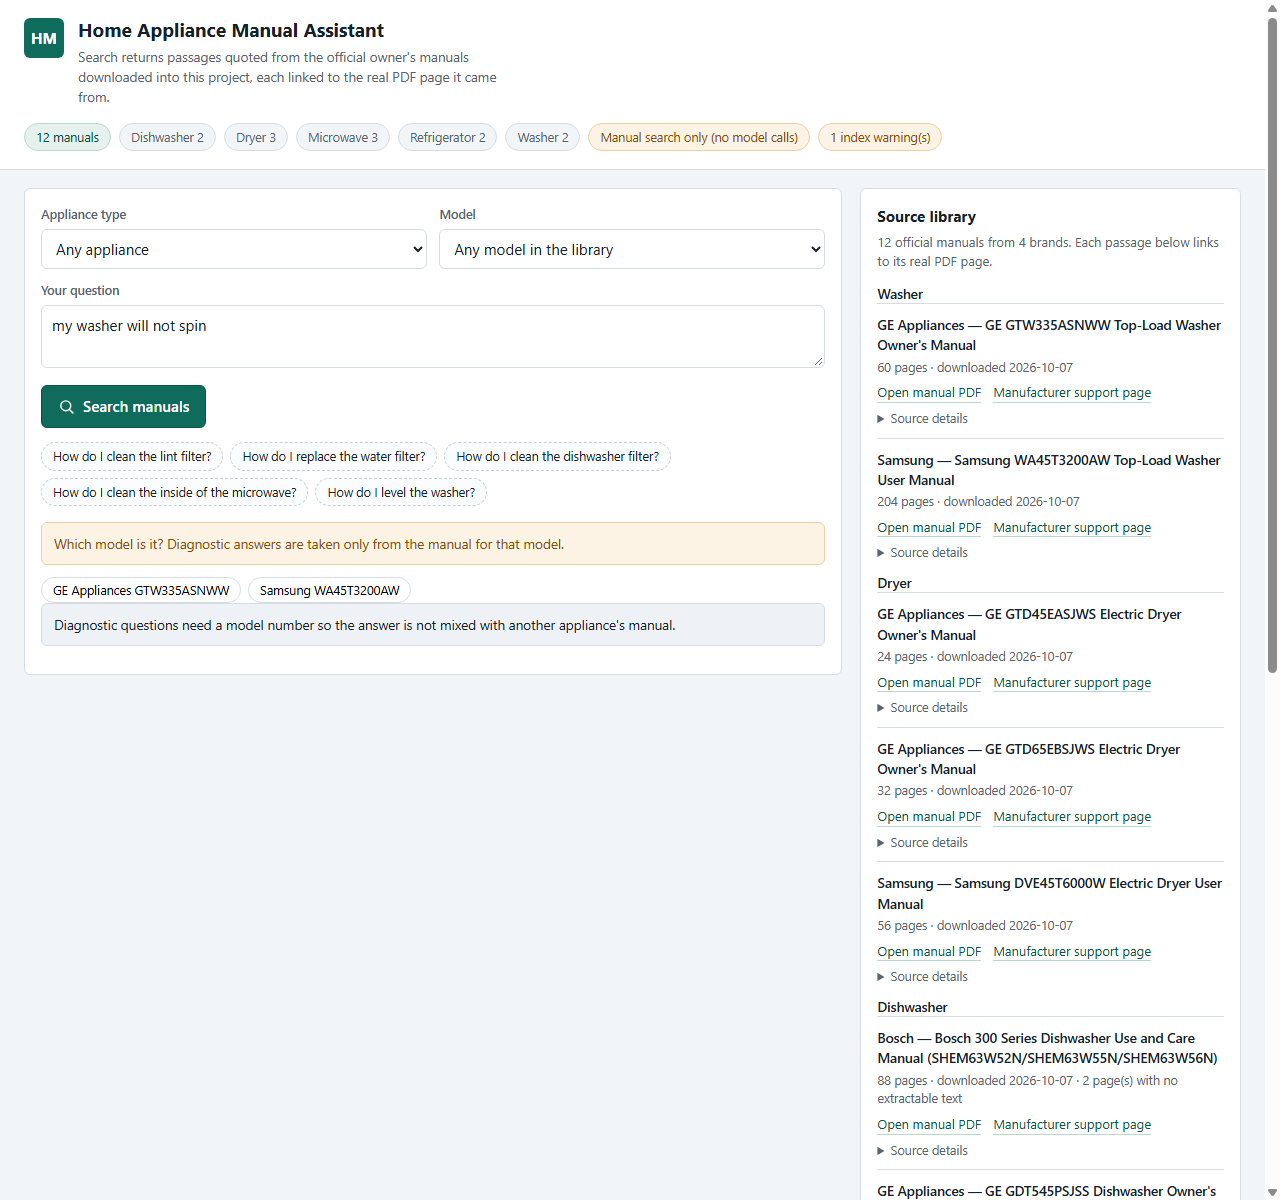 HM
Home Appliance Manual Assistant
Search returns passages quoted from the official owner's manuals
downloaded into this project, each linked to the real PDF page it came
from.
12 manuals
Dishwasher 2
Dryer 3
Microwave 3
Refrigerator 2
Washer 2
Manual search only (no model calls)
1 index warning(s)
Appliance type
Model
Any appliance
Any model in the library
Your question
my washer will not spin
Search manuals
How do I clean the lint filter?
How do I replace the water filter?
How do I clean the dishwasher filter?
How do I clean the inside of the microwave?
How do I level the washer?
Which model is it? Diagnostic answers are taken only from the manual for that model.
GE Appliances GTW335ASNWW
Samsung WA45T3200AW
Diagnostic questions need a model number so the answer is not mixed with another appliance's manual.
Source library
12 official manuals from 4 brands. Each passage below links
to its real PDF page.
Washer
GE Appliances — GE GTW335ASNWW Top-Load Washer
Owner's Manual
60 pages · downloaded 2026-10-07
Open manual PDF Manufacturer support page
Source details
Samsung — Samsung WA45T3200AW Top-Load Washer
User Manual
204 pages · downloaded 2026-10-07
Open manual PDF Manufacturer support page
Source details
Dryer
GE Appliances — GE GTD45EASJWS Electric Dryer
Owner's Manual
24 pages · downloaded 2026-10-07
Open manual PDF Manufacturer support page
Source details
GE Appliances — GE GTD65EBSJWS Electric Dryer
Owner's Manual
32 pages · downloaded 2026-10-07
Open manual PDF Manufacturer support page
Source details
Samsung — Samsung DVE45T6000W Electric Dryer User
Manual
56 pages · downloaded 2026-10-07
Open manual PDF Manufacturer support page
Source details
Dishwasher
Bosch — Bosch 300 Series Dishwasher Use and Care
Manual (SHEM63W52N/SHEM63W55N/SHEM63W56N)
88 pages · downloaded 2026-10-07 · 2 page(s) with no
extractable text
Open manual PDF Manufacturer support page
Source details
GE Appliances — GE GDT545PSJSS Dishwasher Owner's